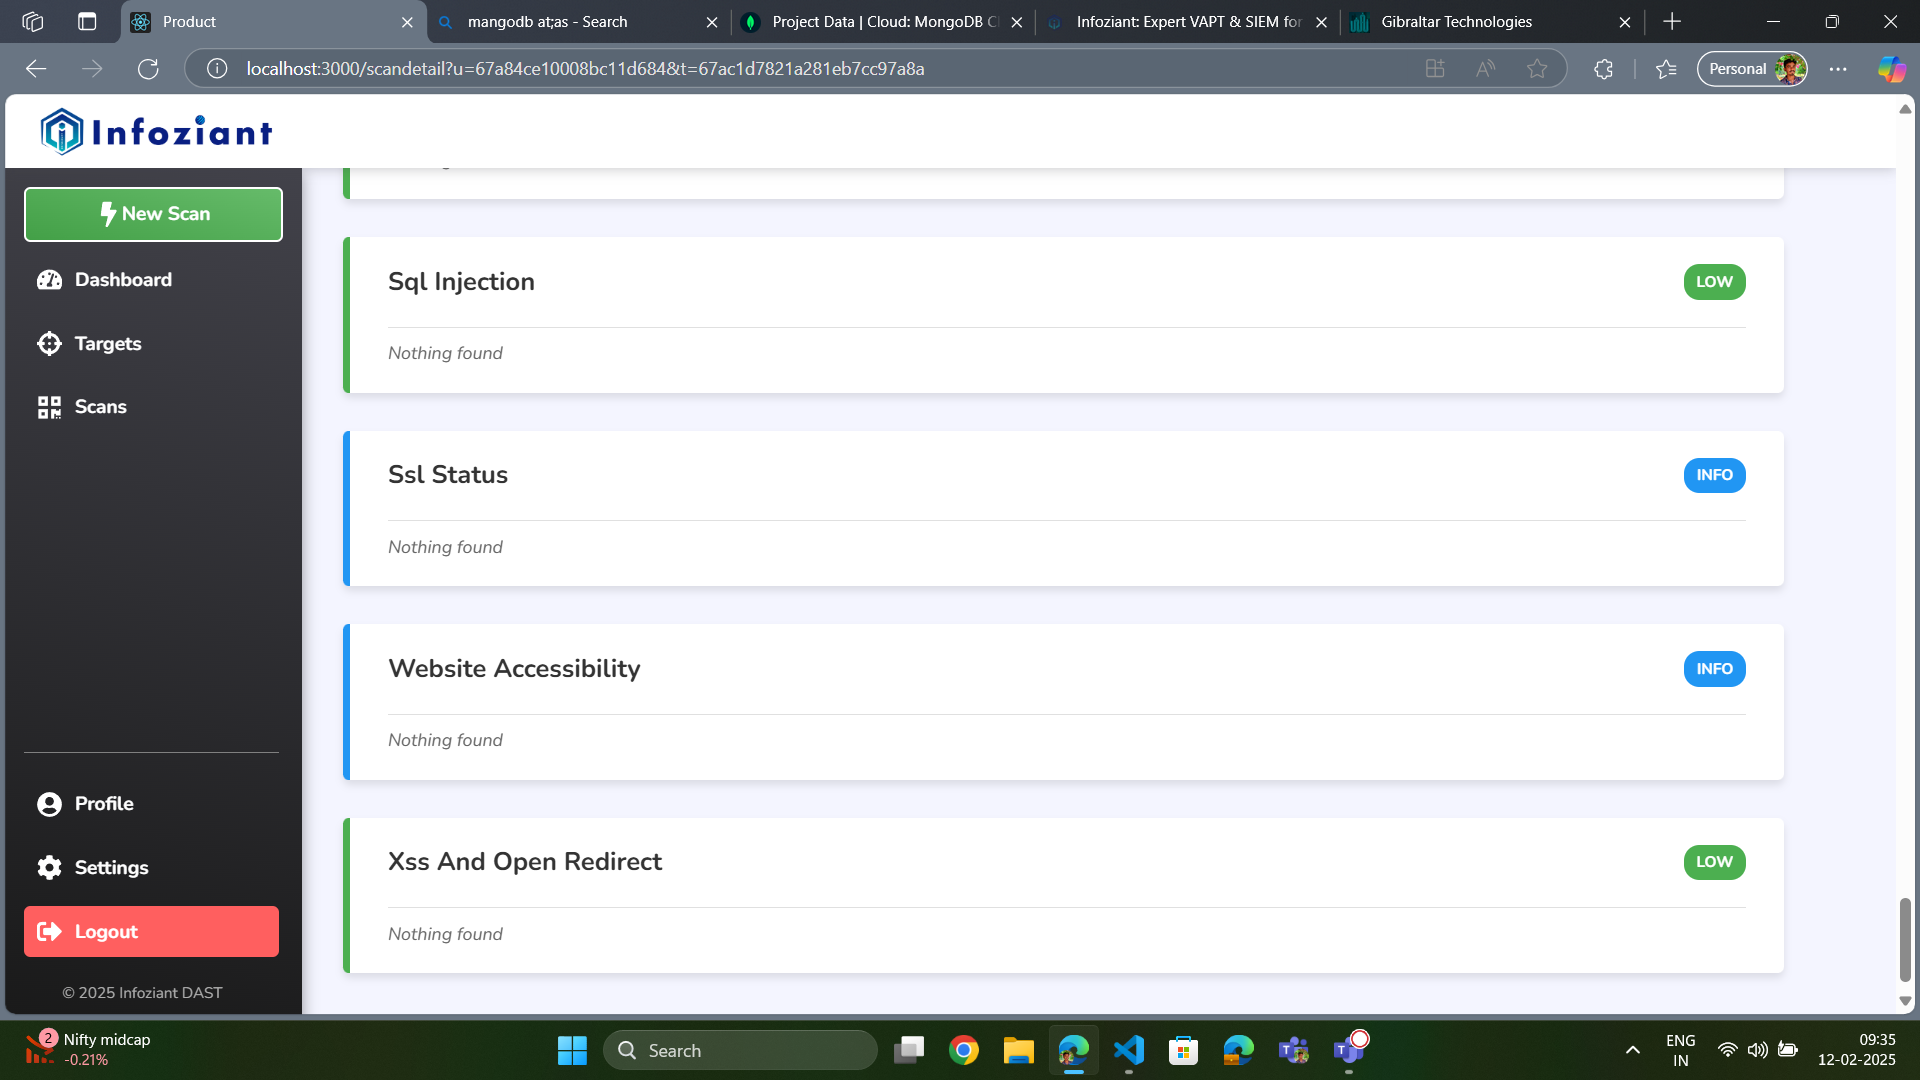 Product
mangodb at;as - Search
Project Data | Cloud: MongoDB Cl
Infoziant: Expert VAPT & SIEM for
Gibraltar Technologies
localhost:3000/scandetail?u=67a84ce10008bc11d684&t=67ac1d7821a281eb7cc97a8a
Personal
Infoziant
New Scan
Dashboard
Targets
Scans
Profile
Settings
Logout
© 2025 Infoziant DAST
Sql Injection
LOW
Nothing found
Ssl Status
INFO
Nothing found
Website Accessibility
INFO
Nothing found
Xss And Open Redirect
LOW
Nothing found
2
Nifty midcap
-0.21%
Search
ENG
IN
09:35
12-02-2025